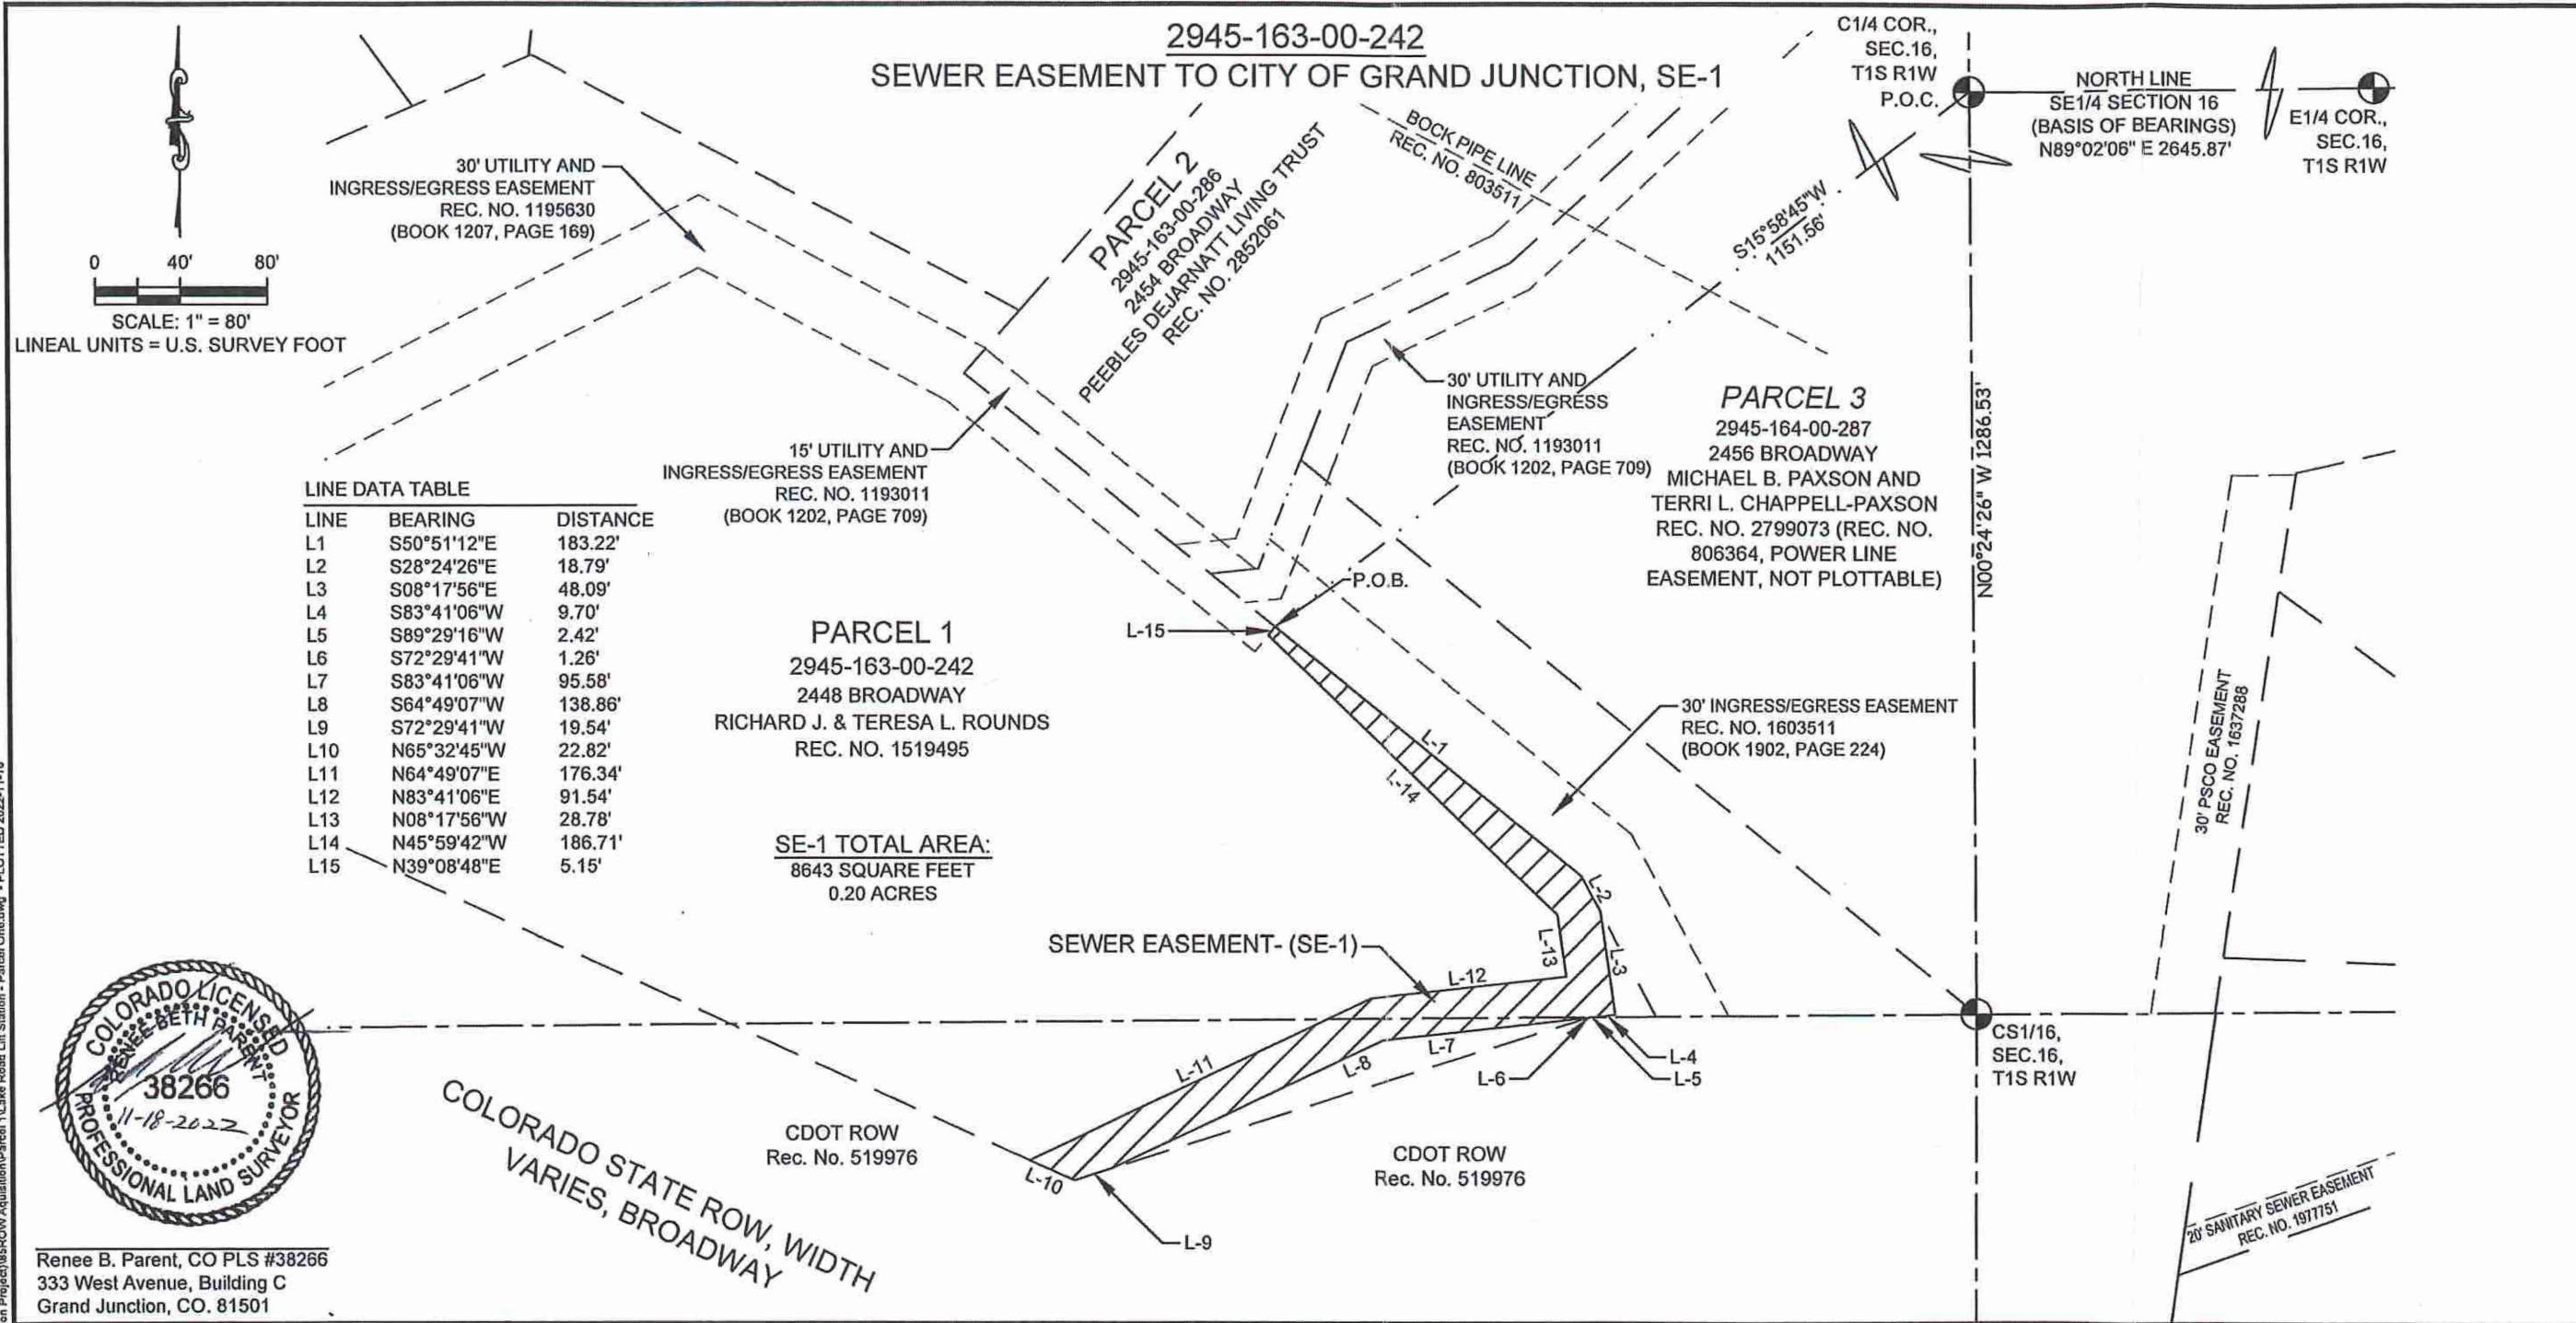 2945-163-00-242
SEWER EASEMENT TO CITY OF GRAND JUNCTION, SE-1
C1/4 COR.,
SEC.16,
T1S R1W
P.O.C.
NORTH LINE
SE1/4 SECTION 16
(BASIS OF BEARINGS)
N89°02'06" E 2645.87'
E1/4 COR.,
SEC.16,
T1S R1W
0 40' 80'
SCALE: 1" = 80'
LINEAL UNITS = U.S. SURVEY FOOT
30' UTILITY AND
INGRESS/EGRESS EASEMENT
REC. NO. 1195630
(BOOK 1207, PAGE 169)
PARCEL 2
2945-163-00-286
2454 BROADWAY
PEEBLES DEJARNATT LIVING TRUST
REC. NO. 2852061
BOCK PIPE LINE
REC. NO. 803511
S15°58'45"W
1151.56'
15' UTILITY AND
INGRESS/EGRESS EASEMENT
REC. NO. 1193011
(BOOK 1202, PAGE 709)
30' UTILITY AND
INGRESS/EGRESS
EASEMENT
REC. NO. 1193011
(BOOK 1202, PAGE 709)
PARCEL 3
2945-164-00-287
2456 BROADWAY
MICHAEL B. PAXSON AND
TERRI L. CHAPPELL-PAXSON
REC. NO. 2799073 (REC. NO.
806364, POWER LINE
EASEMENT, NOT PLOTTABLE)
N00°24'26" W 1286.53'
LINE DATA TABLE
LINE BEARING DISTANCE
L1 S50°51'12"E 183.22'
L2 S28°24'26"E 18.79'
L3 S08°17'56"E 48.09'
L4 S83°41'06"W 9.70'
L5 S89°29'16"W 2.42'
L6 S72°29'41"W 1.26'
L7 S83°41'06"W 95.58'
L8 S64°49'07"W 138.86'
L9 S72°29'41"W 19.54'
L10 N65°32'45"W 22.82'
L11 N64°49'07"E 176.34'
L12 N83°41'06"E 91.54'
L13 N08°17'56"W 28.78'
L14 N45°59'42"W 186.71'
L15 N39°08'48"E 5.15'
PARCEL 1
2945-163-00-242
2448 BROADWAY
RICHARD J. & TERESA L. ROUNDS
REC. NO. 1519495
SE-1 TOTAL AREA:
8643 SQUARE FEET
0.20 ACRES
P.O.B.
L-15
L-1
L-14
30' INGRESS/EGRESS EASEMENT
REC. NO. 1603511
(BOOK 1902, PAGE 224)
30' PSCO EASEMENT
REC. NO. 1637288
L-2
L-13
L-3
SEWER EASEMENT- (SE-1)
L-12
L-11
L-8
L-7
L-6
L-4
L-5
L-10
L-9
CS1/16,
SEC.16,
T1S R1W
CDOT ROW
Rec. No. 519976
CDOT ROW
Rec. No. 519976
COLORADO STATE ROW, WIDTH
VARIES, BROADWAY
20' SANITARY SEWER EASEMENT
REC. NO. 1977751
COLORADO LICENSED
RENEE BETH PARENT
38266
11-18-2022
PROFESSIONAL LAND SURVEYOR
Renee B. Parent, CO PLS #38266
333 West Avenue, Building C
Grand Junction, CO. 81501